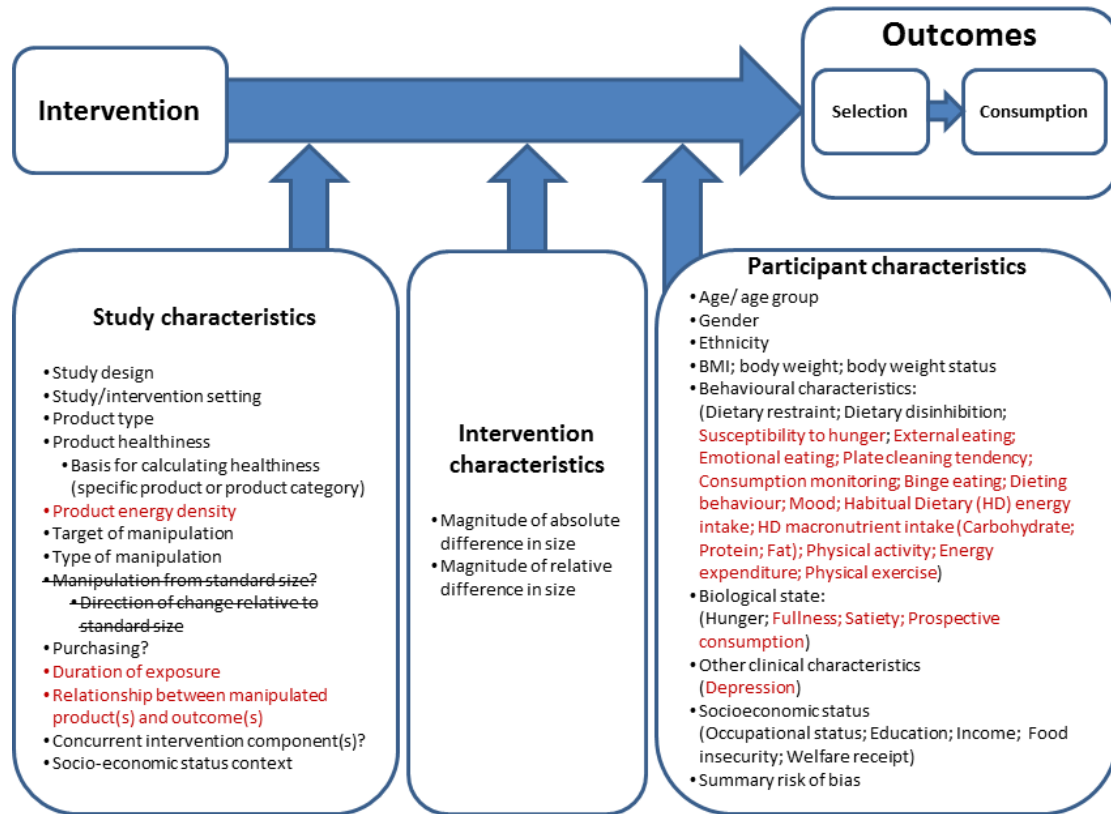 Intervention
Outcomes
Selection
Consumption
Study characteristics
• Study design
• Study/intervention setting
• Product type
• Product healthiness
• Basis for calculating healthiness
(specific product or product category)
• Product energy density
• Target of manipulation
• Type of manipulation
• Manipulation from standard size?
• Direction of change relative to
standard size
• Purchasing?
• Duration of exposure
• Relationship between manipulated
product(s) and outcome(s)
• Concurrent intervention component(s)?
• Socio-economic status context
Intervention
characteristics
• Magnitude of absolute
difference in size
• Magnitude of relative
difference in size
Participant characteristics
• Age/ age group
• Gender
• Ethnicity
• BMI; body weight; body weight status
• Behavioural characteristics:
(Dietary restraint; Dietary disinhibition;
Susceptibility to hunger; External eating;
Emotional eating; Plate cleaning tendency;
Consumption monitoring; Binge eating; Dieting
behaviour; Mood; Habitual Dietary (HD) energy
intake; HD macronutrient intake (Carbohydrate;
Protein; Fat); Physical activity; Energy
expenditure; Physical exercise)
• Biological state:
(Hunger; Fullness; Satiety; Prospective
consumption)
• Other clinical characteristics
(Depression)
• Socioeconomic status
(Occupational status; Education; Income; Food
insecurity; Welfare receipt)
• Summary risk of bias